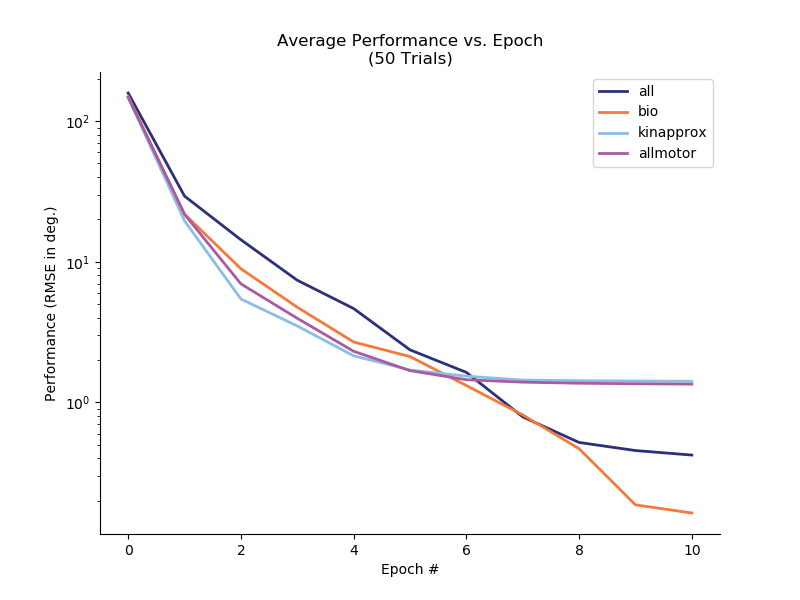 Average Performance vs. Epoch
(50 Trials)
all
bio
kinapprox
allmotor
Performance (RMSE in deg.)
10²
10¹
10⁰
0 2 4 6 8 10
Epoch #